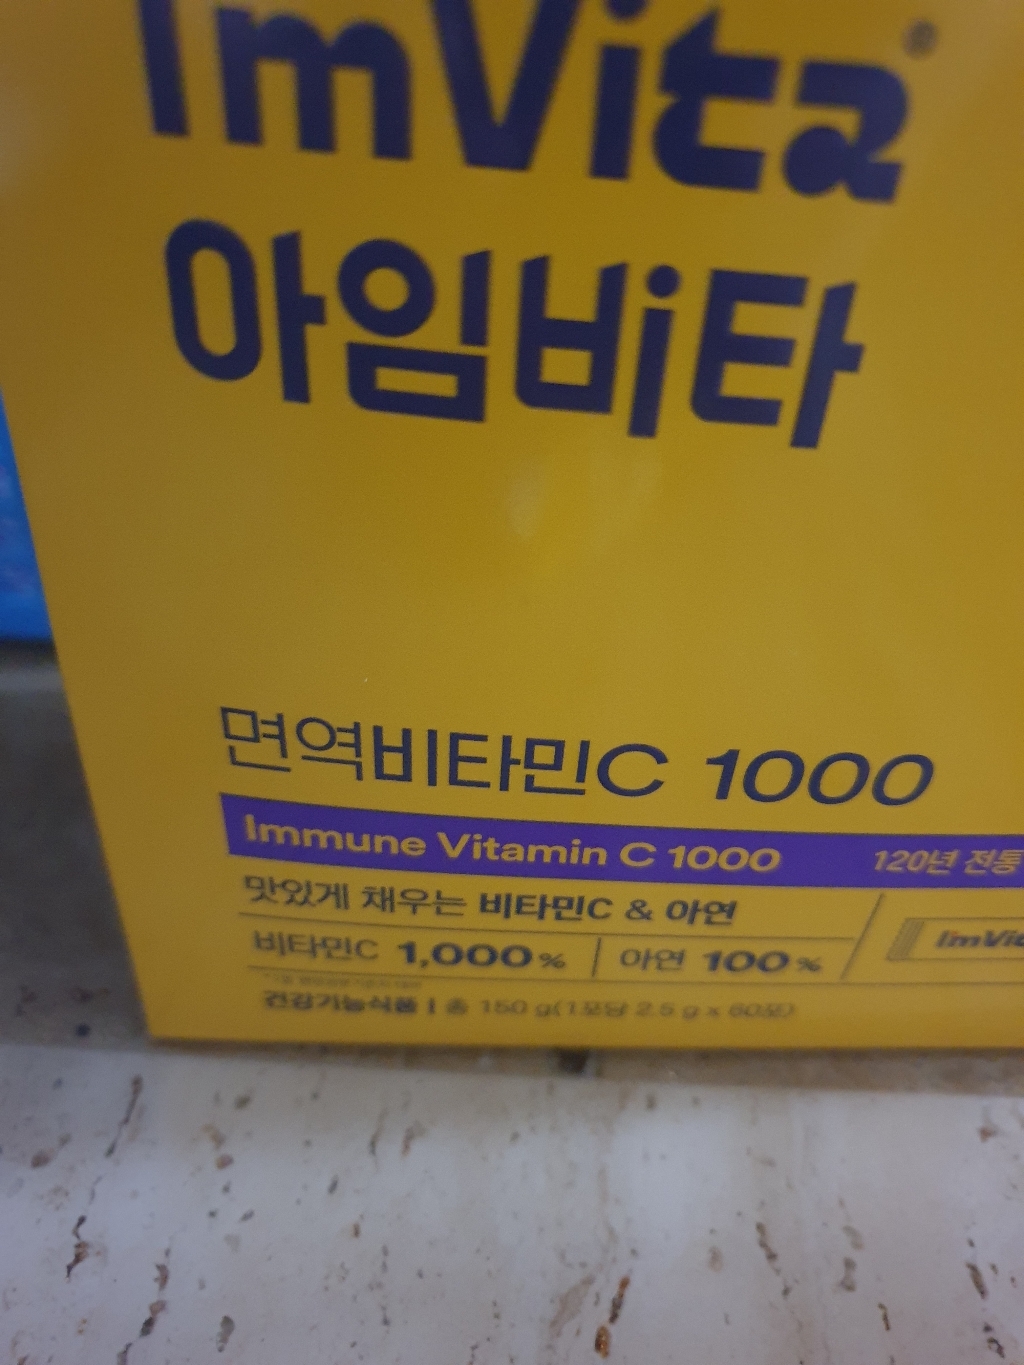 ImVita®
아임비타
면역비타민C 1000
Immune Vitamin C 1000 120년 전통
맛있게 채우는 비타민C & 아연
비타민C 1,000% 아연 100%
ImVita
건강기능식품 | 총 150 g(1포당 2.5 g x 60포)